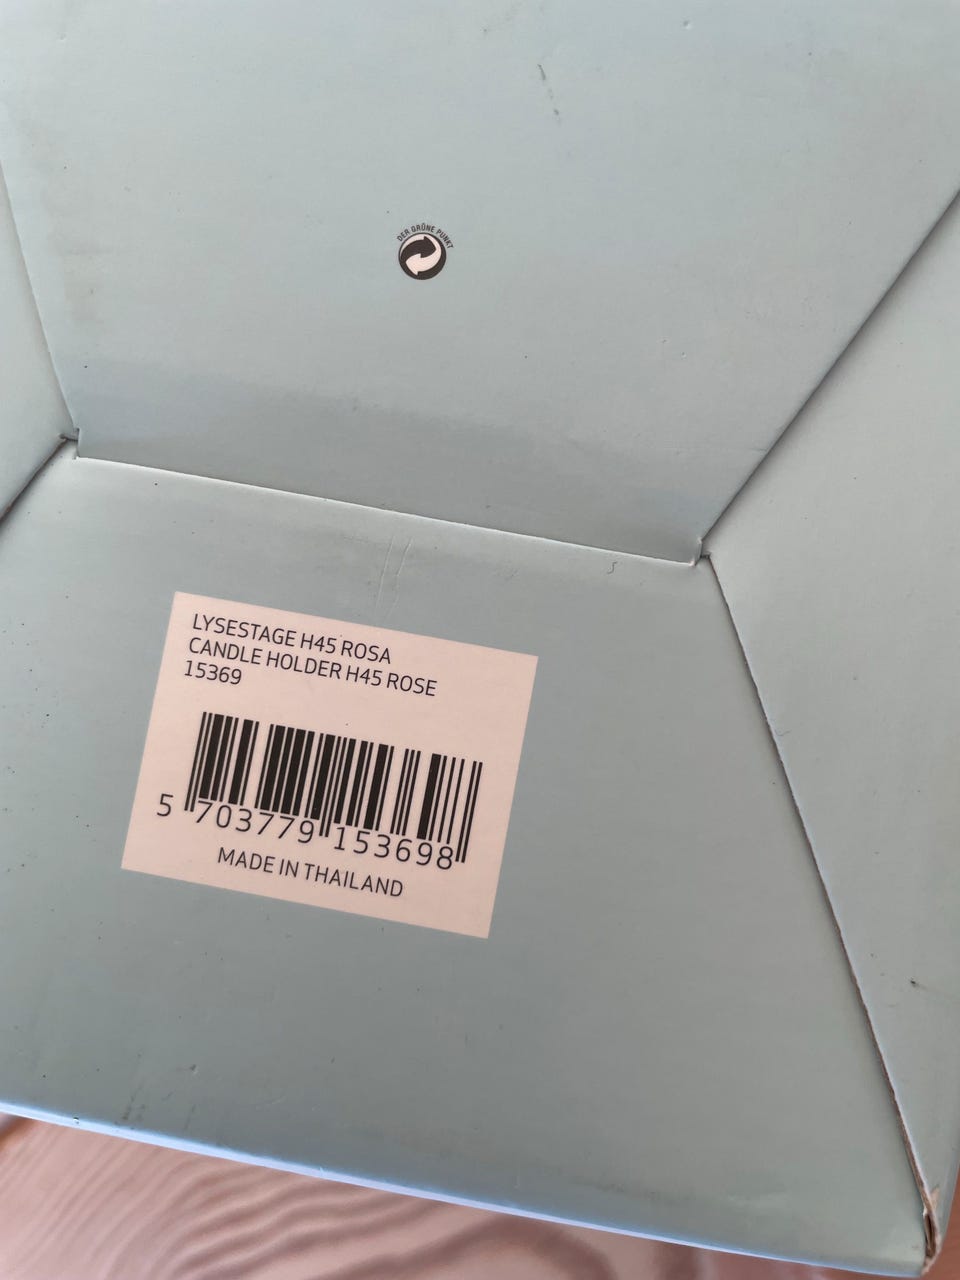 DER GRÜNE PUNKT
LYSESTAGE H45 ROSA
CANDLE HOLDER H45 ROSE
15369
5 703779 153698
MADE IN THAILAND